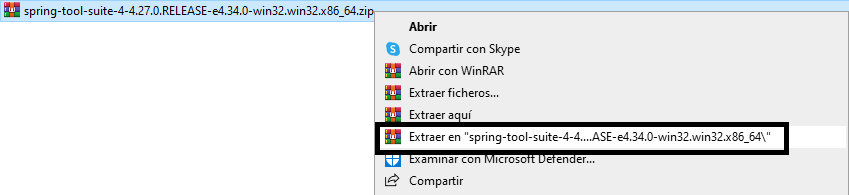 spring-tool-suite-4-4.27.0.RELEASE-e4.34.0-win32.win32.x86_64.zip
Abrir
Compartir con Skype
Abrir con WinRAR
Extraer ficheros...
Extraer aquí
Extraer en "spring-tool-suite-4-4....ASE-e4.34.0-win32.win32.x86_64\"
Examinar con Microsoft Defender...
Compartir